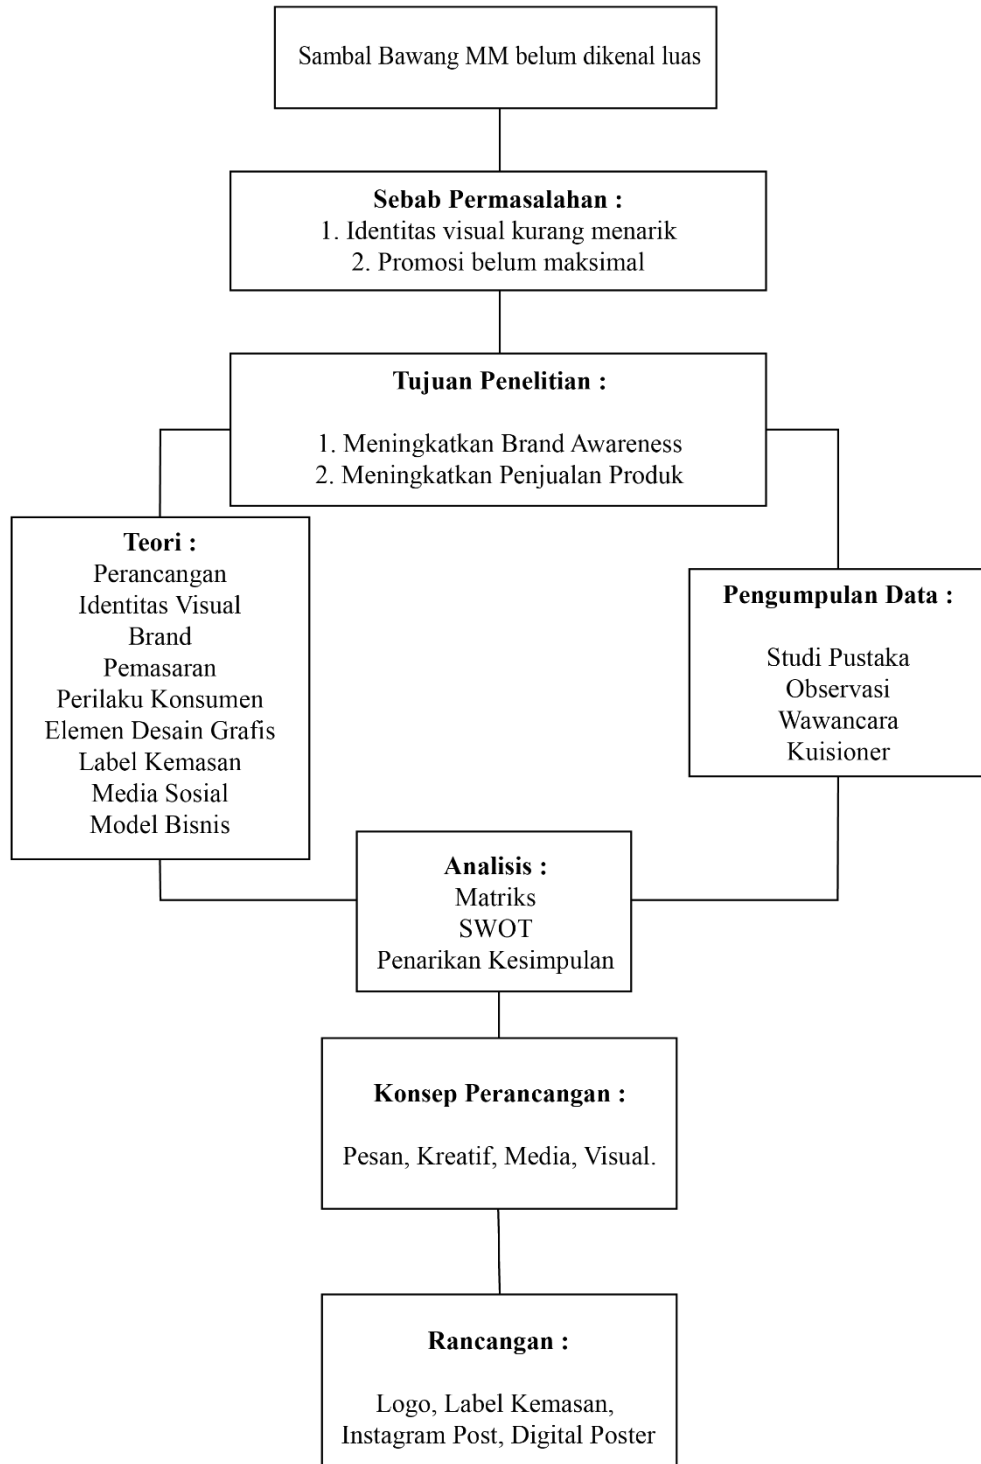 Sambal Bawang MM belum dikenal luas
Sebab Permasalahan :
1. Identitas visual kurang menarik
2. Promosi belum maksimal
Tujuan Penelitian :
1. Meningkatkan Brand Awareness
2. Meningkatkan Penjualan Produk
Teori :
Perancangan
Identitas Visual
Brand
Pemasaran
Perilaku Konsumen
Elemen Desain Grafis
Label Kemasan
Media Sosial
Model Bisnis
Pengumpulan Data :
Studi Pustaka
Observasi
Wawancara
Kuisioner
Analisis :
Matriks
SWOT
Penarikan Kesimpulan
Konsep Perancangan :
Pesan, Kreatif, Media, Visual.
Rancangan :
Logo, Label Kemasan,
Instagram Post, Digital Poster